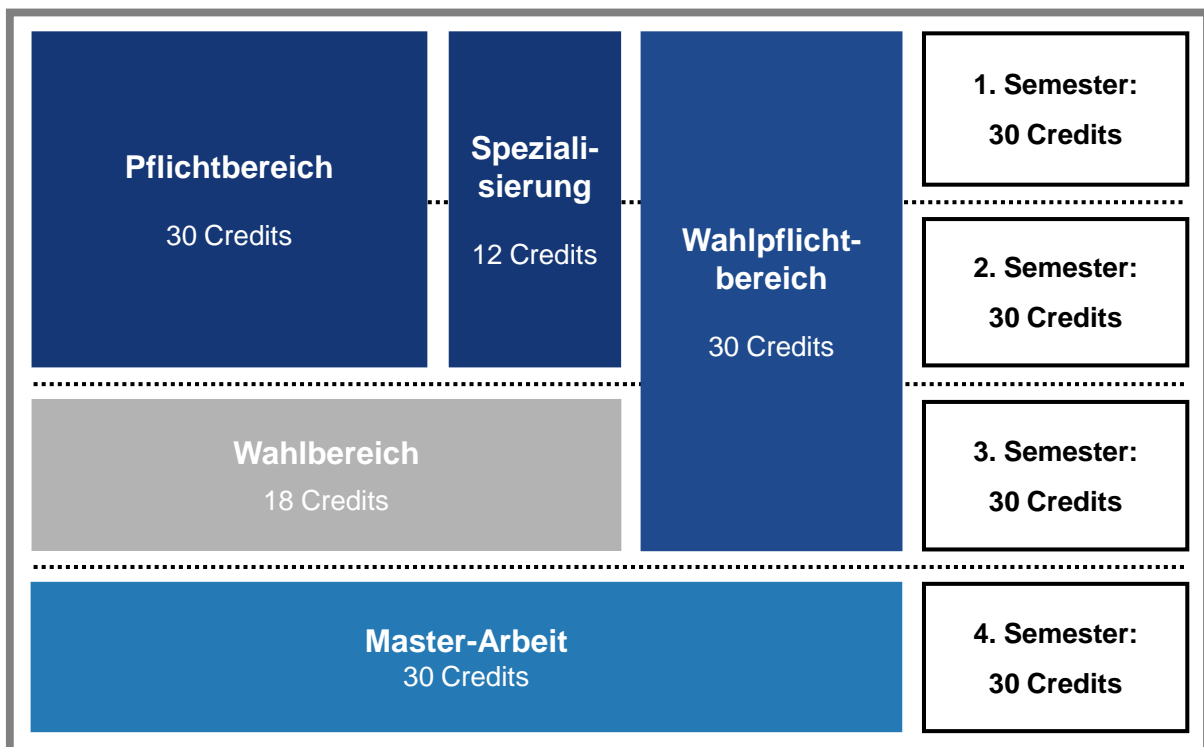 Pflichtbereich
30 Credits
Speziali-
sierung
12 Credits
Wahlpflicht-
bereich
30 Credits
1. Semester:
30 Credits
2. Semester:
30 Credits
Wahlbereich
18 Credits
3. Semester:
30 Credits
Master-Arbeit
30 Credits
4. Semester:
30 Credits